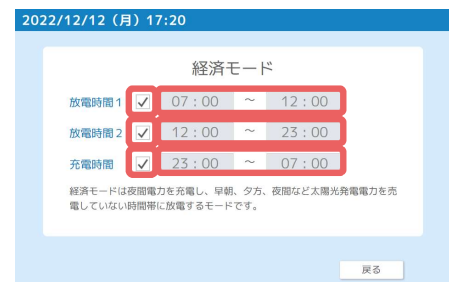 2022/12/12（月）17:20
経済モード
放電時間1 ✓ 07：00 ～ 12：00
放電時間2 ✓ 12：00 ～ 23：00
充電時間 ✓ 23：00 ～ 07：00
経済モードは夜間電力を充電し、早朝、夕方、夜間など太陽光発電電力を売
電していない時間帯に放電するモードです。
戻る